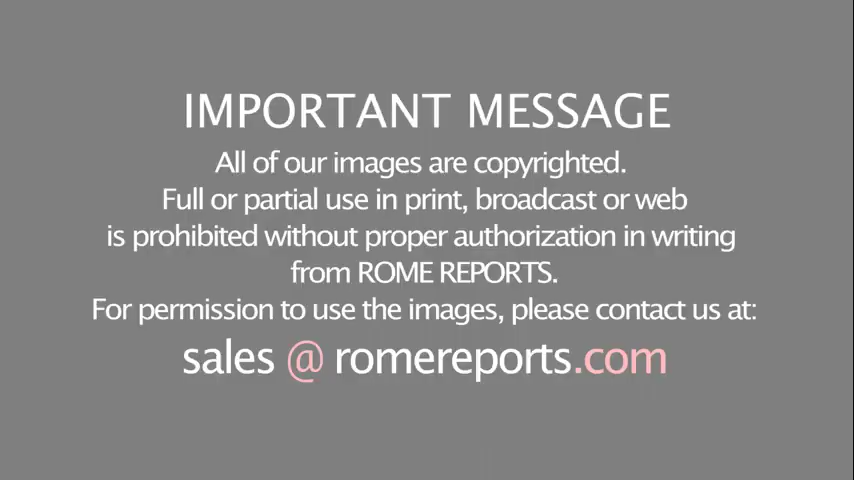 IMPORTANT MESSAGE
All of our images are copyrighted.
Full or partial use in print, broadcast or web
is prohibited without proper authorization in writing
from ROME REPORTS.
For permission to use the images, please contact us at:
sales @ romereports.com